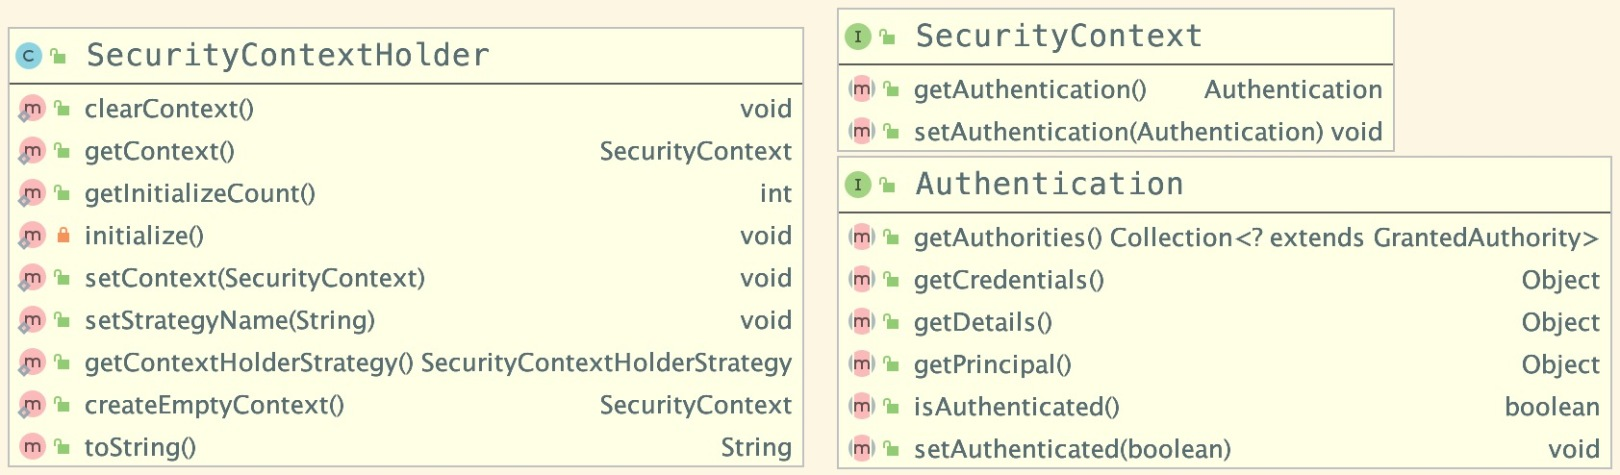 SecurityContextHolder
clearContext() void
getContext() SecurityContext
getInitializeCount() int
initialize() void
setContext(SecurityContext) void
setStrategyName(String) void
getContextHolderStrategy() SecurityContextHolderStrategy
createEmptyContext() SecurityContext
toString() String
SecurityContext
getAuthentication() Authentication
setAuthentication(Authentication) void
Authentication
getAuthorities() Collection<? extends GrantedAuthority>
getCredentials() Object
getDetails() Object
getPrincipal() Object
isAuthenticated() boolean
setAuthenticated(boolean) void